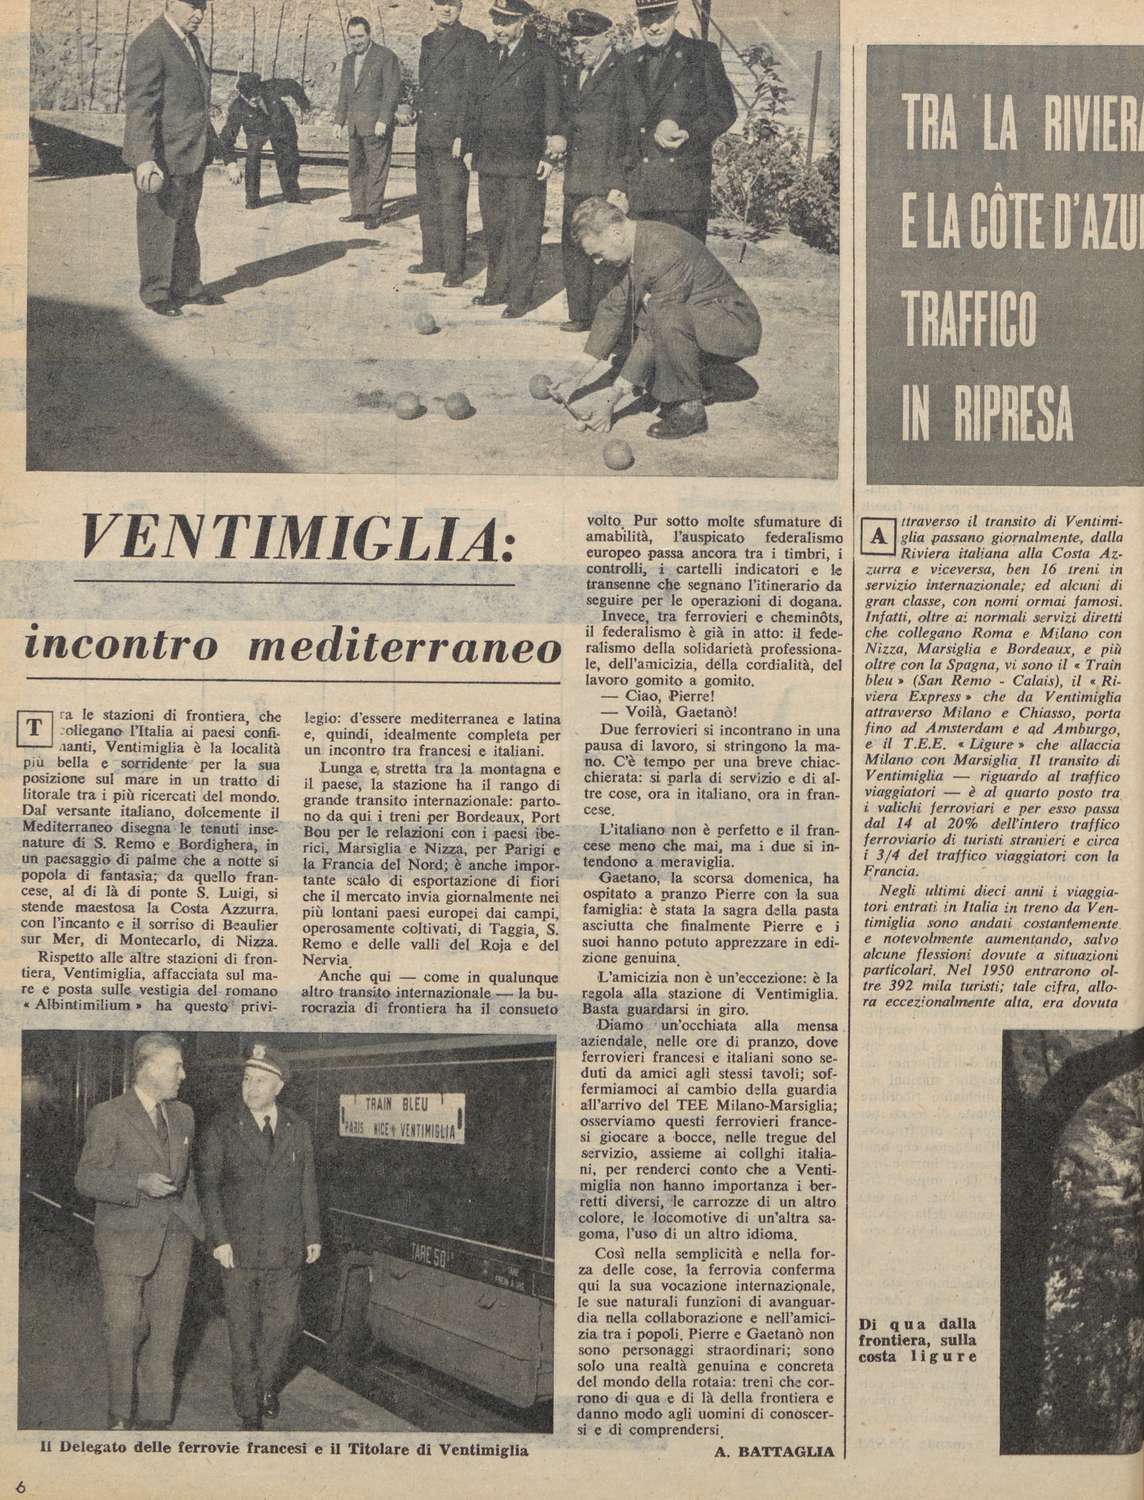 VENTIMIGLIA:
incontro mediterraneo
Tra le stazioni di frontiera, che
collegano l'Italia ai paesi confi-
nanti, Ventimiglia è la località
più bella e sorridente per la sua
posizione sul mare in un tratto di
litorale tra i più ricercati del mondo.
Dal versante italiano, dolcemente il
Mediterraneo disegna le tenuti inse-
nature di S. Remo e Bordighera, in
un paesaggio di palme che a notte si
popola di fantasia; da quello fran-
cese, al di là di ponte S. Luigi, si
stende maestosa la Costa Azzurra,
con l'incanto e il sorriso di Beaulier
sur Mer, di Montecarlo, di Nizza.
Rispetto alle altre stazioni di fron-
tiera, Ventimiglia, affacciata sul ma-
re e posta sulle vestigia del romano
« Albintimilium » ha questo privi-
legio: d'essere mediterranea e latina
e, quindi, idealmente completa per
un incontro tra francesi e italiani.
Lunga e stretta tra la montagna e
il paese, la stazione ha il rango di
grande transito internazionale: parto-
no da qui i treni per Bordeaux, Port
Bou per le relazioni con i paesi ibe-
rici, Marsiglia e Nizza, per Parigi e
la Francia del Nord; è anche impor-
tante scalo di esportazione di fiori
che il mercato invia giornalmente nei
più lontani paesi europei dai campi,
operosamente coltivati, di Taggia, S.
Remo e delle valli del Roja e del
Nervia.
Anche qui — come in qualunque
altro transito internazionale — la bu-
rocrazia di frontiera ha il consueto
volto. Pur sotto molte sfumature di
amabilità, l'auspicato federalismo
europeo passa ancora tra i timbri, i
controlli, i cartelli indicatori e le
transenne che segnano l'itinerario da
seguire per le operazioni di dogana.
Invece, tra ferrovieri e cheminôts,
il federalismo è già in atto: il fede-
ralismo della solidarietà professiona-
le, dell'amicizia, della cordialità, del
lavoro gomito a gomito.
— Ciao, Pierre!
— Voilà, Gaetanò!
Due ferrovieri si incontrano in una
pausa di lavoro, si stringono la ma-
no. C'è tempo per una breve chiac-
chierata: si parla di servizio e di al-
tre cose, ora in italiano, ora in fran-
cese.
L'italiano non è perfetto e il fran-
cese meno che mai, ma i due si in-
tendono a meraviglia.
Gaetano, la scorsa domenica, ha
ospitato a pranzo Pierre con la sua
famiglia: è stata la sagra della pasta
asciutta che finalmente Pierre e i
suoi hanno potuto apprezzare in edi-
zione genuina.
L'amicizia non è un'eccezione: è la
regola alla stazione di Ventimiglia.
Basta guardarsi in giro.
Diamo un'occhiata alla mensa
aziendale, nelle ore di pranzo, dove
ferrovieri francesi e italiani sono se-
duti da amici agli stessi tavoli; sof-
fermiamoci al cambio della guardia
all'arrivo del TEE Milano-Marsiglia;
osserviamo questi ferrovieri france-
si giocare a bocce, nelle tregue del
servizio, assieme ai collghi italia-
ni, per renderci conto che a Venti-
miglia non hanno importanza i ber-
retti diversi, le carrozze di un altro
colore, le locomotive di un'altra sa-
goma, l'uso di un altro idioma.
Così nella semplicità e nella for-
za delle cose, la ferrovia conferma
qui la sua vocazione internazionale,
le sue naturali funzioni di avanguar-
dia nella collaborazione e nell'amici-
zia tra i popoli. Pierre e Gaetanò non
sono personaggi straordinari; sono
solo una realtà genuina e concreta
del mondo della rotaia: treni che cor-
rono di qua e di là della frontiera e
danno modo agli uomini di conoscer-
si e di comprendersi.
A. BATTAGLIA
TRAIN BLEU
PARIS NICE VENTIMIGLIA
TARE 50
Il Delegato delle ferrovie francesi e il Titolare di Ventimiglia
6
TRA LA RIVIERA
E LA CÔTE D'AZU
TRAFFICO
IN RIPRESA
Attraverso il transito di Ventimi-
glia passano giornalmente, dalla
Riviera italiana alla Costa Az-
zurra e viceversa, ben 16 treni in
servizio internazionale; ed alcuni di
gran classe, con nomi ormai famosi.
Infatti, oltre ai normali servizi diretti
che collegano Roma e Milano con
Nizza, Marsiglia e Bordeaux, e più
oltre con la Spagna, vi sono il « Train
bleu » (San Remo - Calais), il « Ri-
viera Express » che da Ventimiglia
attraverso Milano e Chiasso, porta
fino ad Amsterdam e ad Amburgo,
e il T.E.E. « Ligure » che allaccia
Milano con Marsiglia. Il transito di
Ventimiglia — riguardo al traffico
viaggiatori — è al quarto posto tra
i valichi ferroviari e per esso passa
dal 14 al 20% dell'intero traffico
ferroviario di turisti stranieri e circa
i 3/4 del traffico viaggiatori con la
Francia.
Negli ultimi dieci anni i viaggia-
tori entrati in Italia in treno da Ven-
timiglia sono andati costantemente
e notevolmente aumentando, salvo
alcune flessioni dovute a situazioni
particolari. Nel 1950 entrarono ol-
tre 392 mila turisti; tale cifra, allo-
ra eccezionalmente alta, era dovuta
Di qua dalla
frontiera, sulla
costa ligure